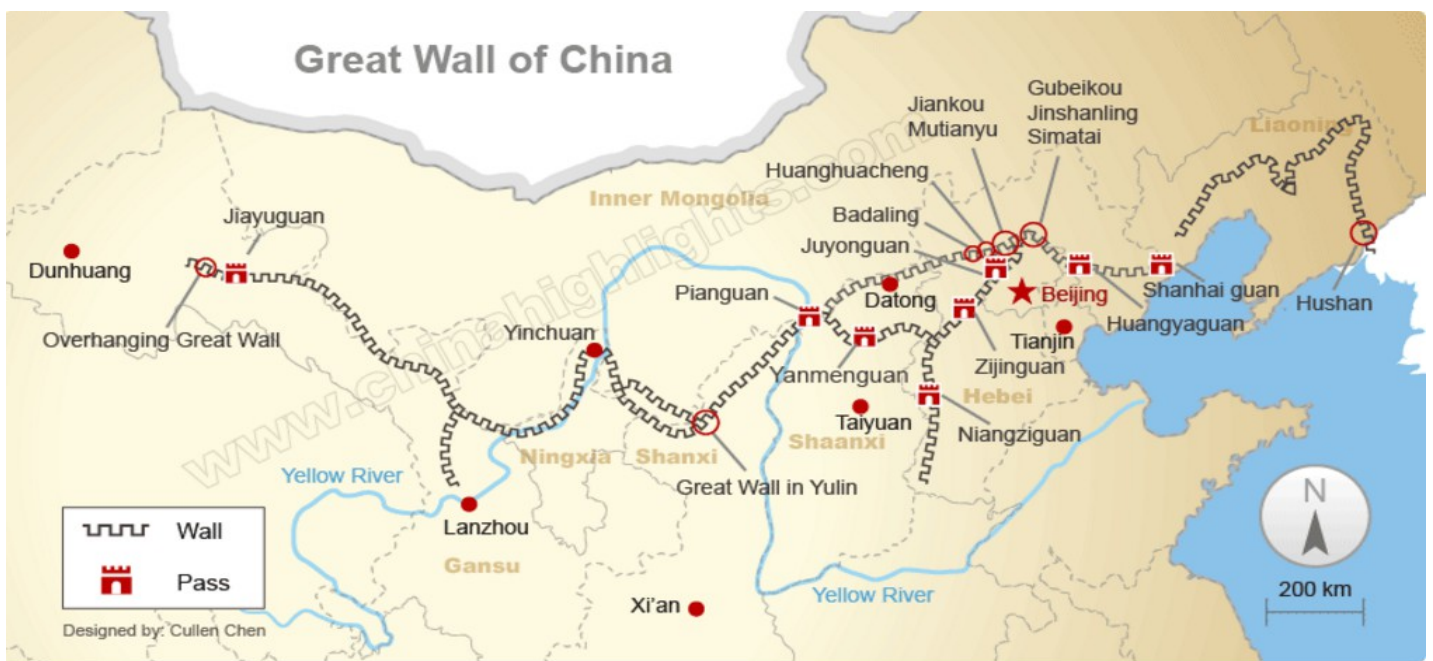 Great Wall of China
Gubeikou
Jinshanling
Simatai
Jiankou
Mutianyu
Liaoning
Huanghuacheng
Inner Mongolia
Badaling
Jiayuguan
Juyonguan
Dunhuang
Pianguan
Datong
Beijing
Shanhai guan
Hushan
Overhanging Great Wall
Yinchuan
Huangyaguan
Tianjin
Zijinguan
Yanmenguan
Hebei
Taiyuan
Niangziguan
Shaanxi
Ningxia
Shanxi
Yellow River
Great Wall in Yulin
N
Wall
Lanzhou
Gansu
Pass
200 km
Yellow River
Xi'an
Designed by: Cullen Chen
www.chinahighlights.com